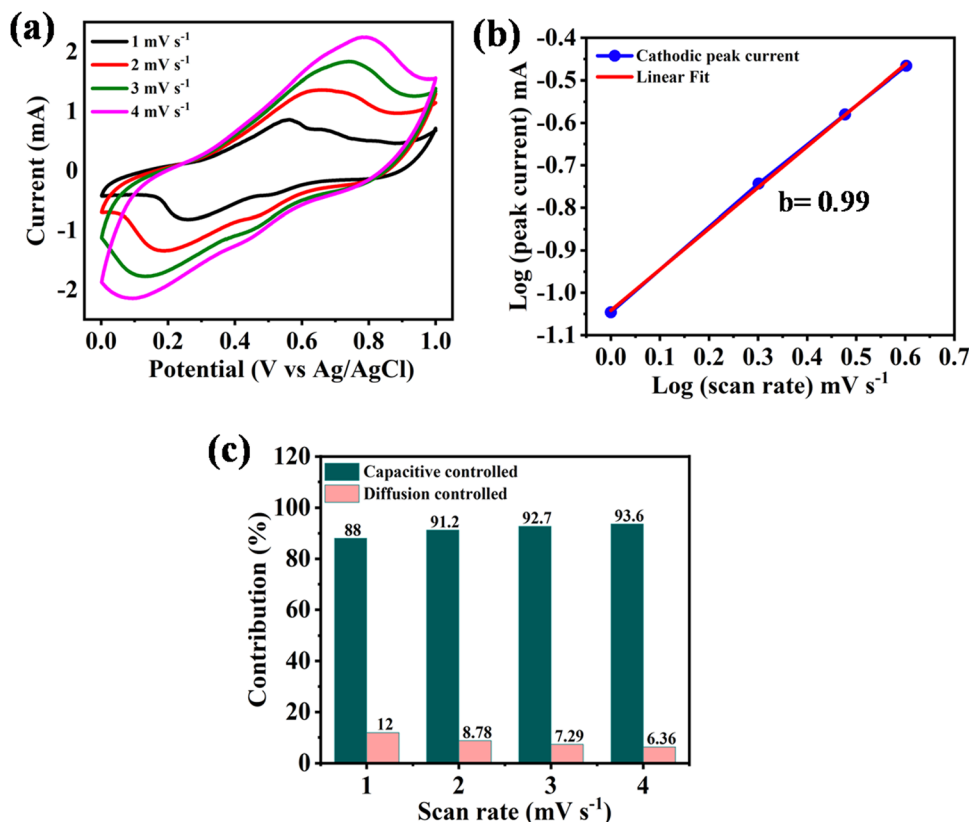 (a)
1 mV s⁻¹
2 mV s⁻¹
3 mV s⁻¹
4 mV s⁻¹
2
1
0
-1
-2
Current (mA)
0.0 0.2 0.4 0.6 0.8 1.0
Potential (V vs Ag/AgCl)
(b)
Cathodic peak current
Linear Fit
b= 0.99
-0.4
-0.5
-0.6
-0.7
-0.8
-0.9
-1.0
-1.1
Log (peak current) mA
0.0 0.1 0.2 0.3 0.4 0.5 0.6 0.7
Log (scan rate) mV s⁻¹
(c)
Capacitive controlled
Diffusion controlled
120
100
80
60
40
20
0
Contribution (%)
88 91.2 92.7 93.6
12 8.78 7.29 6.36
1 2 3 4
Scan rate (mV s⁻¹)